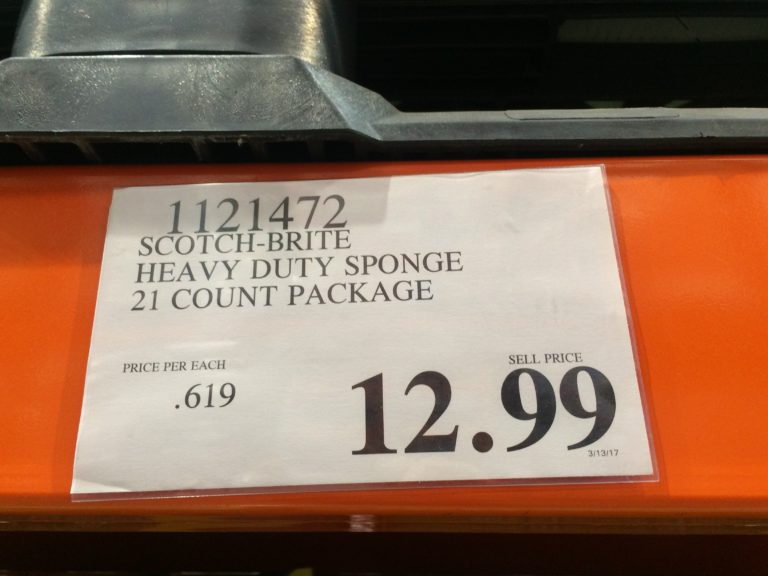 1121472
SCOTCH-BRITE
HEAVY DUTY SPONGE
21 COUNT PACKAGE
PRICE PER EACH
.619
SELL PRICE
12.99
3/13/17